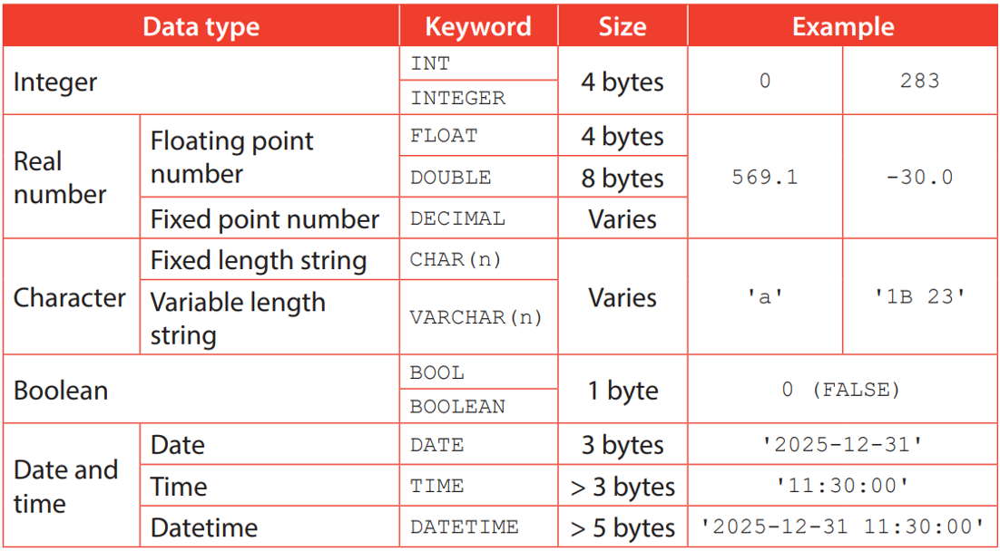 Data type Keyword Size Example
Integer INT 4 bytes 0 283
INTEGER
Real number Floating point number FLOAT 4 bytes 569.1 -30.0
DOUBLE 8 bytes
Fixed point number DECIMAL Varies
Character Fixed length string CHAR(n) Varies 'a' '1B 23'
Variable length string VARCHAR(n)
Boolean BOOL 1 byte 0 (FALSE)
BOOLEAN
Date and time Date DATE 3 bytes '2025-12-31'
Time TIME > 3 bytes '11:30:00'
Datetime DATETIME > 5 bytes '2025-12-31 11:30:00'